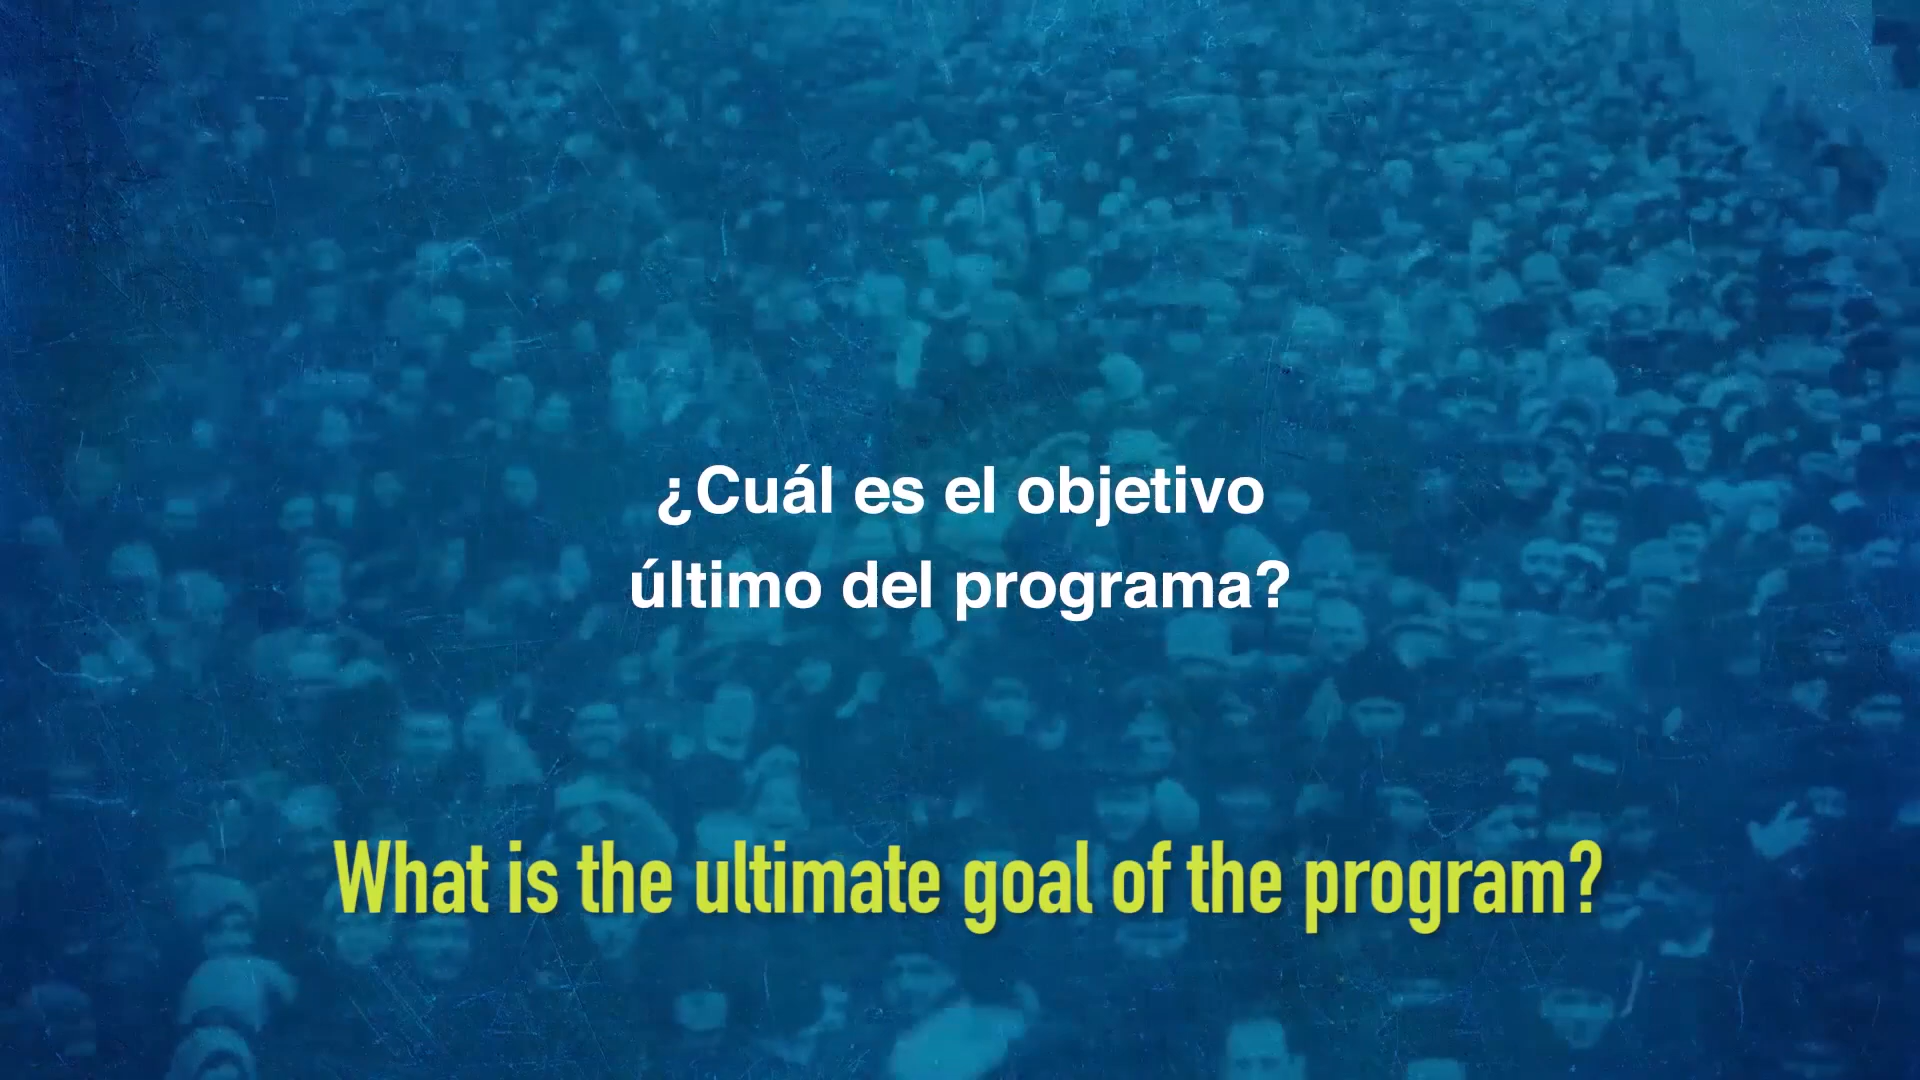 ¿Cuál es el objetivo
último del programa?
What is the ultimate goal of the program?